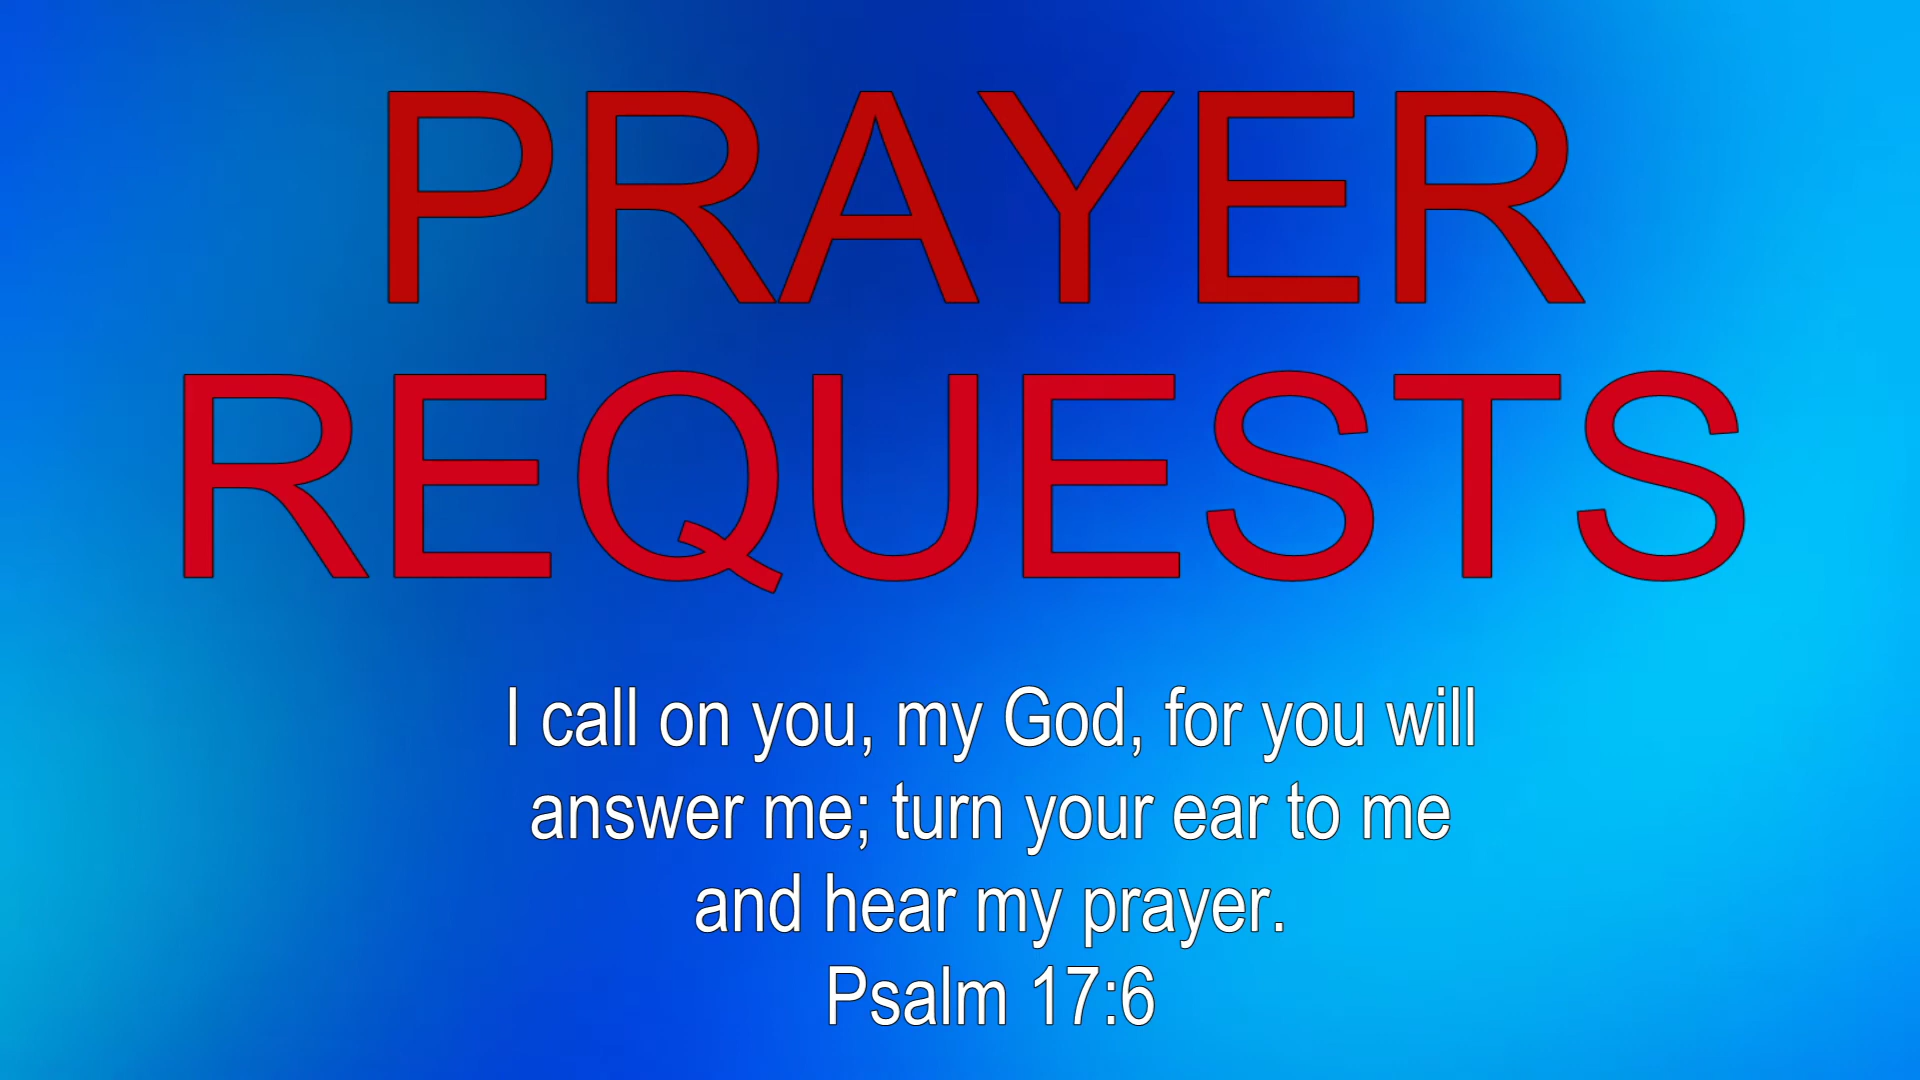 PRAYER
REQUESTS
I call on you, my God, for you will
answer me; turn your ear to me
and hear my prayer.
Psalm 17:6